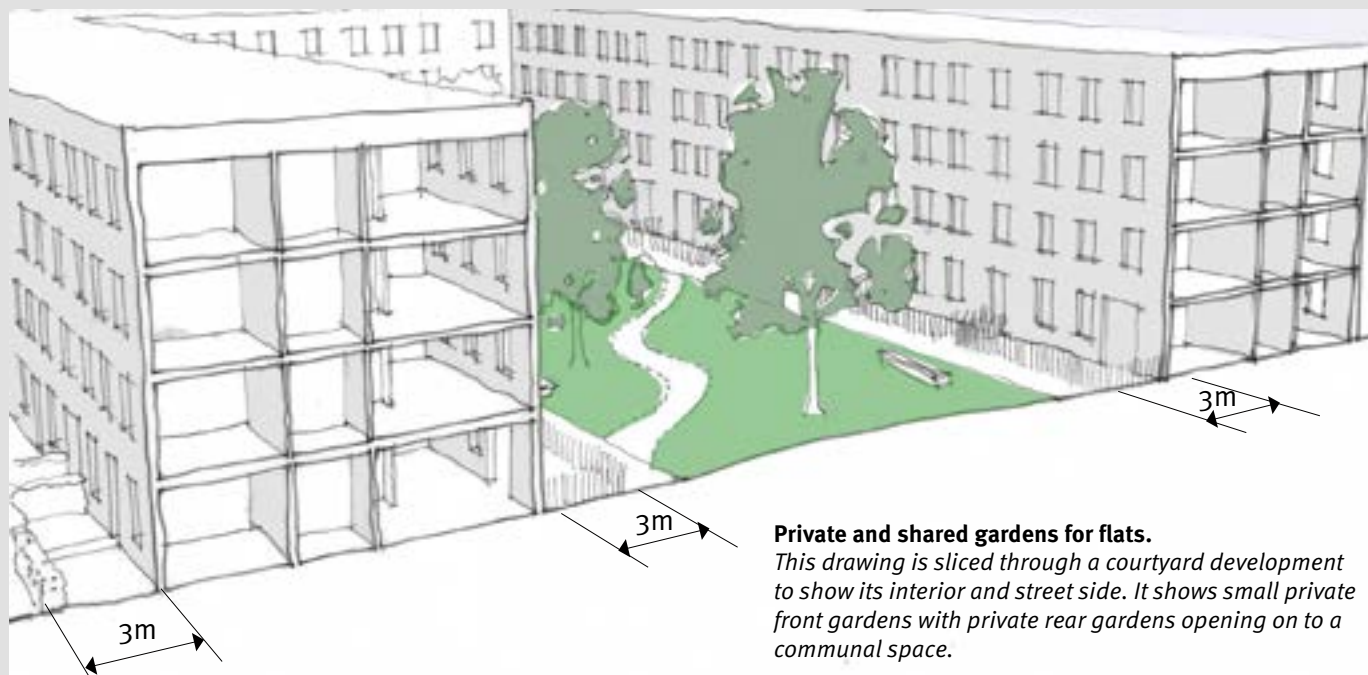 3m
3m
3m
Private and shared gardens for flats.
This drawing is sliced through a courtyard development
to show its interior and street side. It shows small private
front gardens with private rear gardens opening on to a
communal space.